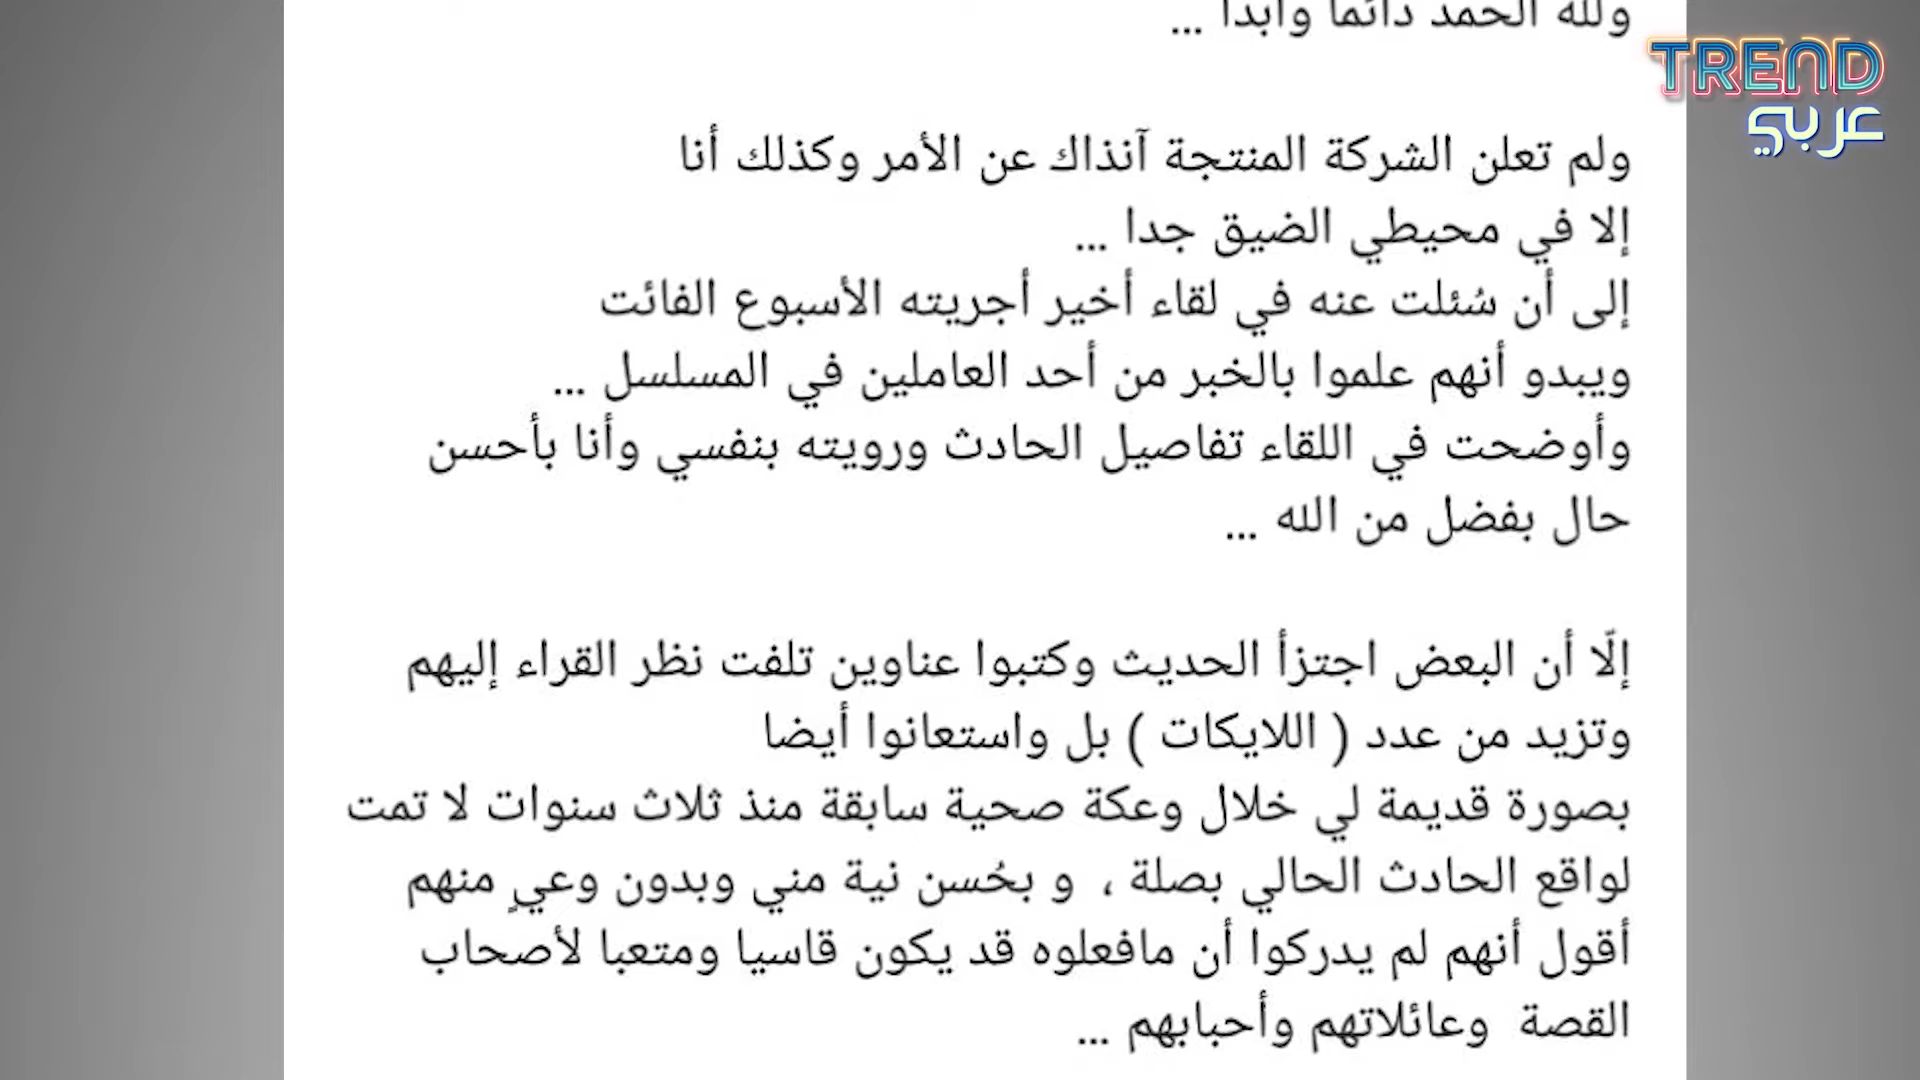 ولله الحمد دائما وأبدا ...
TREND
عربي
ولم تعلن الشركة المنتجة آنذاك عن الأمر وكذلك أنا
إلا في محيطي الضيق جدا ...
إلى أن سُئلت عنه في لقاء أخير أجريته الأسبوع الفائت
ويبدو أنهم علموا بالخبر من أحد العاملين في المسلسل ...
وأوضحت في اللقاء تفاصيل الحادث ورويته بنفسي وأنا بأحسن
حال بفضل من الله ...
إلّا أن البعض اجتزأ الحديث وكتبوا عناوين تلفت نظر القراء إليهم
وتزيد من عدد ( اللايكات ) بل واستعانوا أيضا
بصورة قديمة لي خلال وعكة صحية سابقة منذ ثلاث سنوات لا تمت
لواقع الحادث الحالي بصلة ، و بحُسن نية مني وبدون وعيٍ منهم
أقول أنهم لم يدركوا أن مافعلوه قد يكون قاسيا ومتعبا لأصحاب
القصة وعائلاتهم وأحبابهم ...